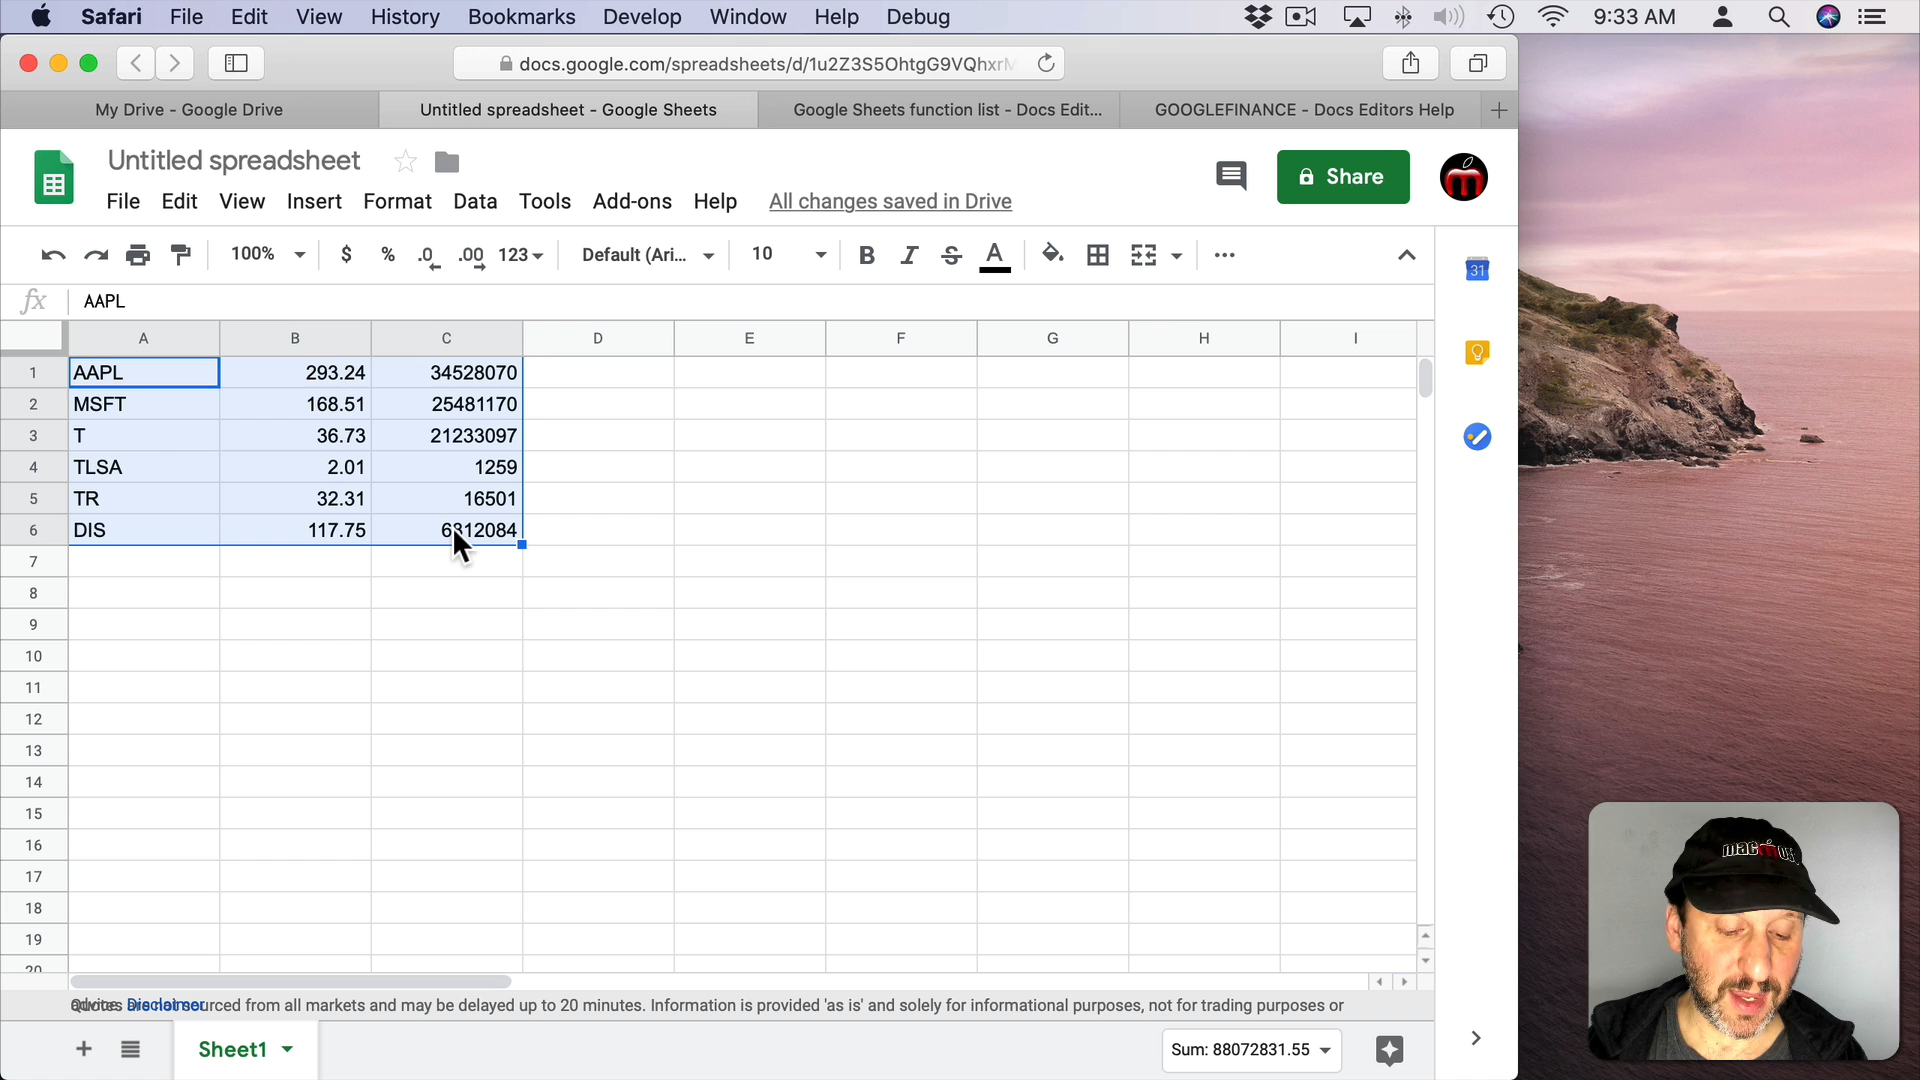 Safari File Edit View History Bookmarks Develop Window Help Debug 9:33 AM
docs.google.com/spreadsheets/d/1u2Z3S5OhtgG9VQhxr
My Drive - Google Drive Untitled spreadsheet - Google Sheets Google Sheets function list - Docs Edit... GOOGLEFINANCE - Docs Editors Help
Untitled spreadsheet
Share
File Edit View Insert Format Data Tools Add-ons Help All changes saved in Drive
100% $ % .0 .00 123 Default (Ari... 10 B I S A
31
fx AAPL
A B C D E F G H I
1 AAPL 293.24 34528070
2 MSFT 168.51 25481170
3 T 36.73 21233097
4 TLSA 2.01 1259
5 TR 32.31 16501
6 DIS 117.75 6312084
7
8
9
10
11
12
13
14
15
16
17
18
19
20
Quotes are not sourced from all markets and may be delayed up to 20 minutes. Information is provided 'as is' and solely for informational purposes, not for trading purposes or
Disclaimer
Sheet1 Sum: 88072831.55